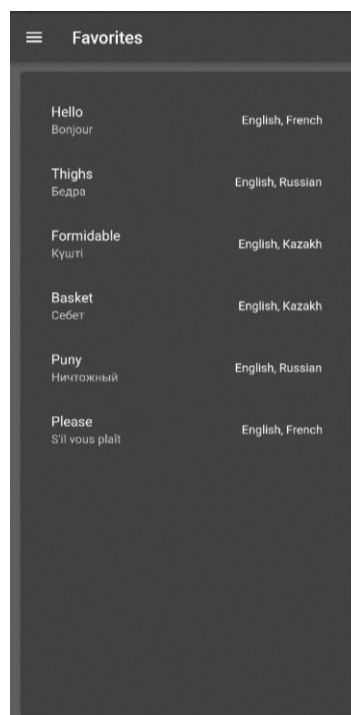 Favorites
Hello
Bonjour
English, French
Thighs
Бедра
English, Russian
Formidable
Күшті
English, Kazakh
Basket
Себет
English, Kazakh
Puny
Ничтожный
English, Russian
Please
S'il vous plaît
English, French